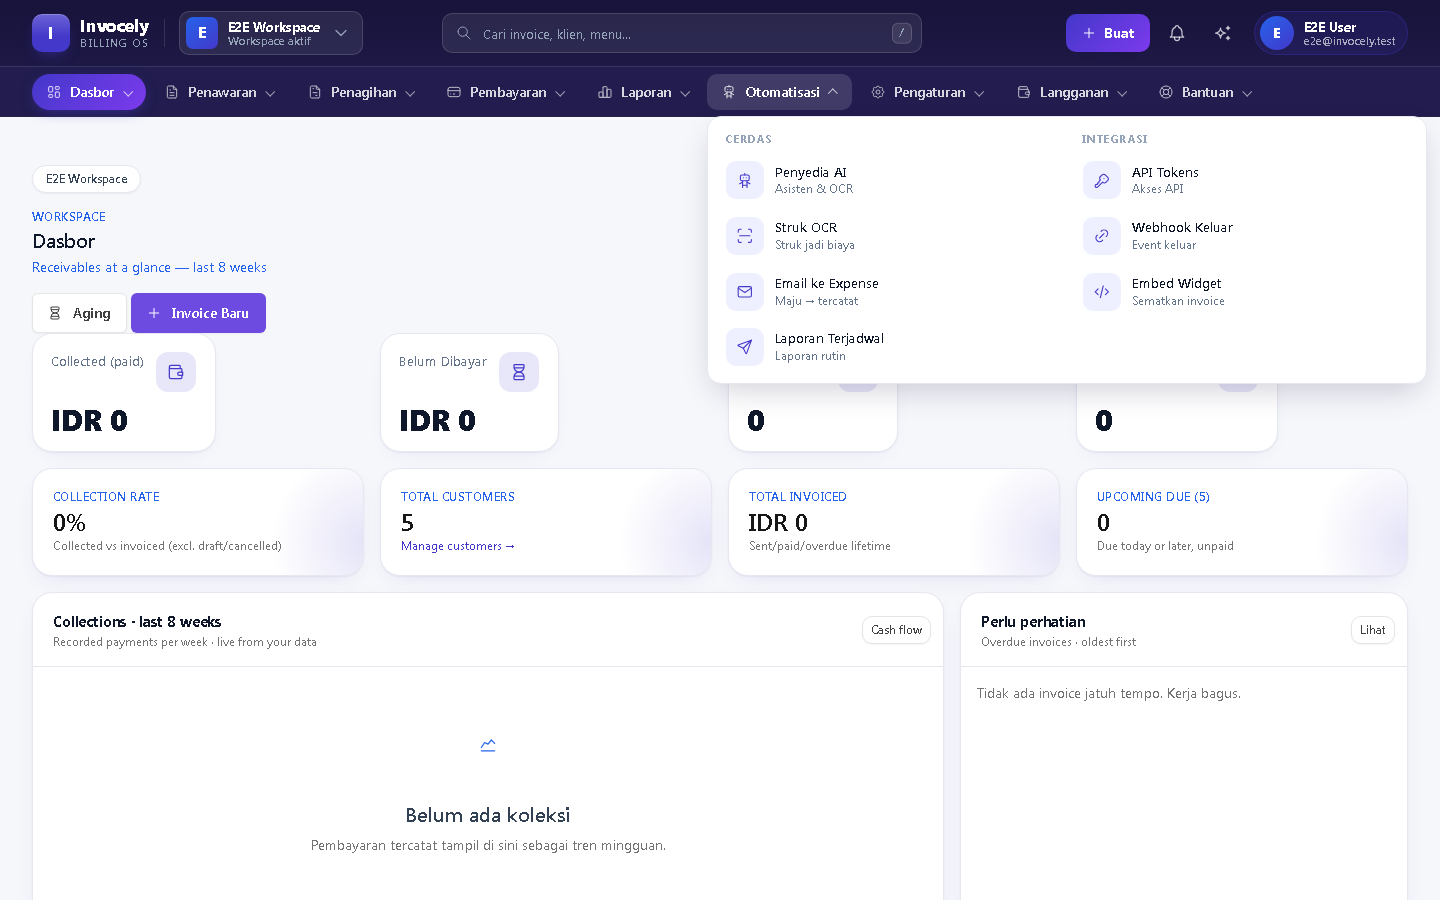 I
Invocely
BILLING OS
E
E2E Workspace
Workspace aktif
Cari invoice, klien, menu...
/
Buat
E
E2E User
e2e@invocely.test
Dasbor
Penawaran
Penagihan
Pembayaran
Laporan
Otomatisasi
Pengaturan
Langganan
Bantuan
CERDAS
Penyedia AI
Asisten & OCR
Struk OCR
Struk jadi biaya
Email ke Expense
Maju → tercatat
Laporan Terjadwal
Laporan rutin
INTEGRASI
API Tokens
Akses API
Webhook Keluar
Event keluar
Embed Widget
Sematkan invoice
E2E Workspace
WORKSPACE
Dasbor
Receivables at a glance — last 8 weeks
Aging
Invoice Baru
Collected (paid)
IDR 0
Belum Dibayar
IDR 0
0
0
COLLECTION RATE
0%
Collected vs invoiced (excl. draft/cancelled)
TOTAL CUSTOMERS
5
Manage customers →
TOTAL INVOICED
IDR 0
Sent/paid/overdue lifetime
UPCOMING DUE (5)
0
Due today or later, unpaid
Collections · last 8 weeks
Recorded payments per week · live from your data
Cash flow
Belum ada koleksi
Pembayaran tercatat tampil di sini sebagai tren mingguan.
Perlu perhatian
Overdue invoices · oldest first
Lihat
Tidak ada invoice jatuh tempo. Kerja bagus.